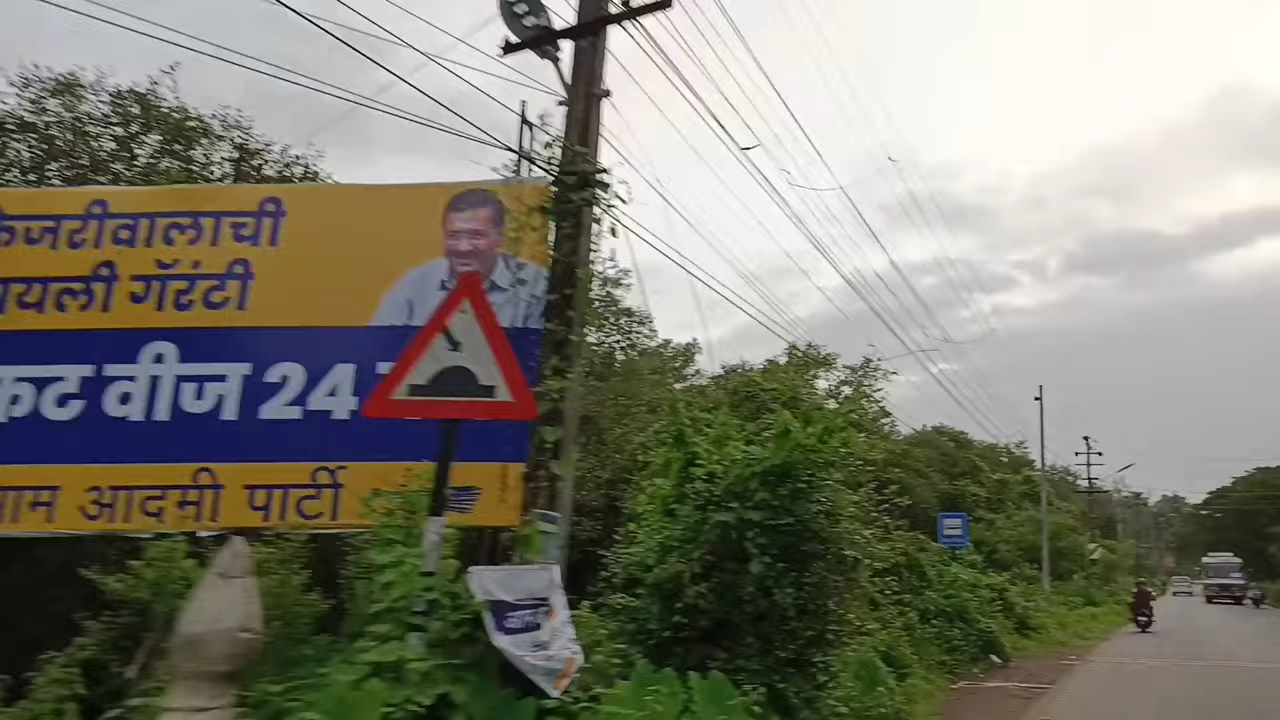 केजरीवालाची
पयली गॅरंटी
कट वीज 24
आम आदमी पार्टी